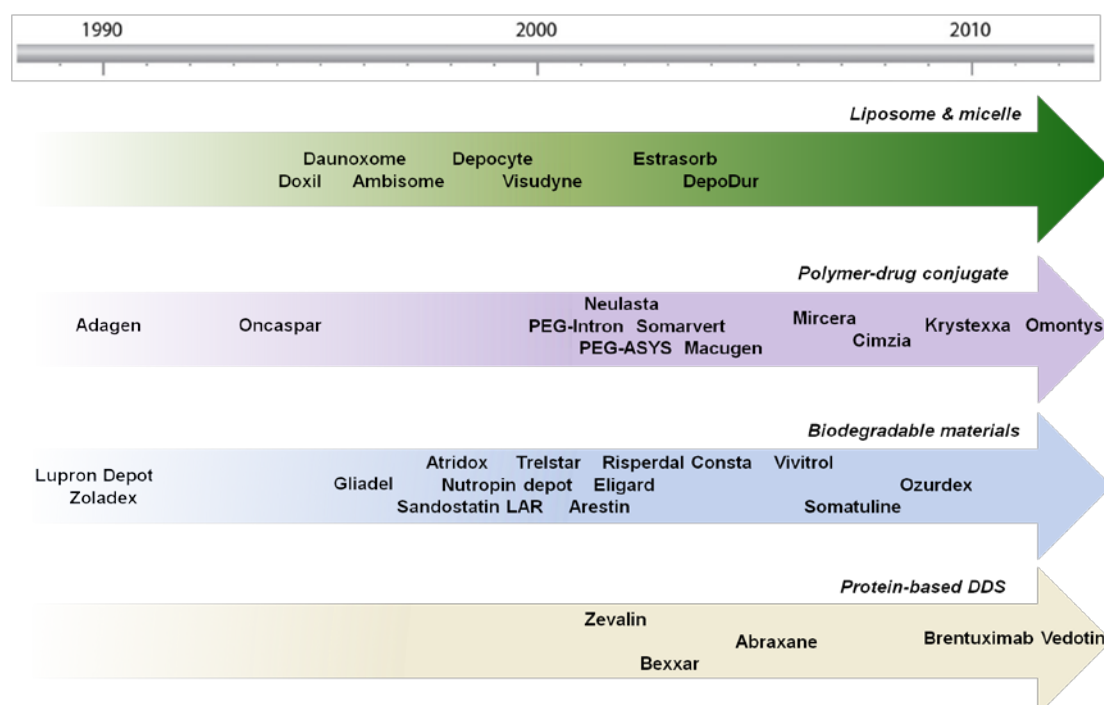 1990 2000 2010
Liposome & micelle
Daunoxome Depocyte Estrasorb
Doxil Ambisome Visudyne DepoDur
Polymer-drug conjugate
Neulasta
Adagen Oncaspar PEG-Intron Somarvert Mircera Krystexxa Omontys
PEG-ASYS Macugen Cimzia
Biodegradable materials
Atridox Trelstar Risperdal Consta Vivitrol
Lupron Depot
Gliadel Nutropin depot Eligard Ozurdex
Zoladex
Sandostatin LAR Arestin Somatuline
Protein-based DDS
Zevalin
Abraxane Brentuximab Vedotin
Bexxar